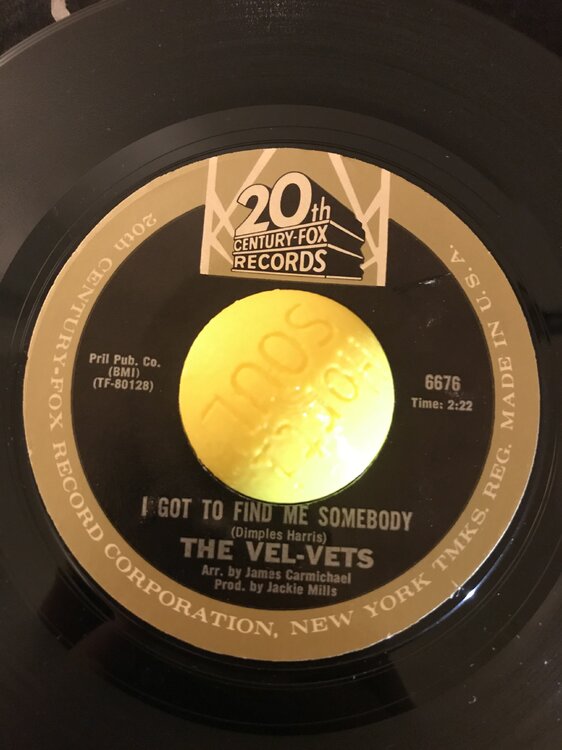 20th
CENTURY-FOX
RECORDS
Pril Pub. Co.
(BMI)
(TF-80128)
6676
Time: 2:22
NORTHERN
SOUL
I GOT TO FIND ME SOMEBODY
(Dimples Harris)
THE VEL-VETS
Arr. by James Carmichael
Prod. by Jackie Mills
20th CENTURY-FOX RECORD CORPORATION, NEW YORK TMKS. REG. MADE IN U.S.A.